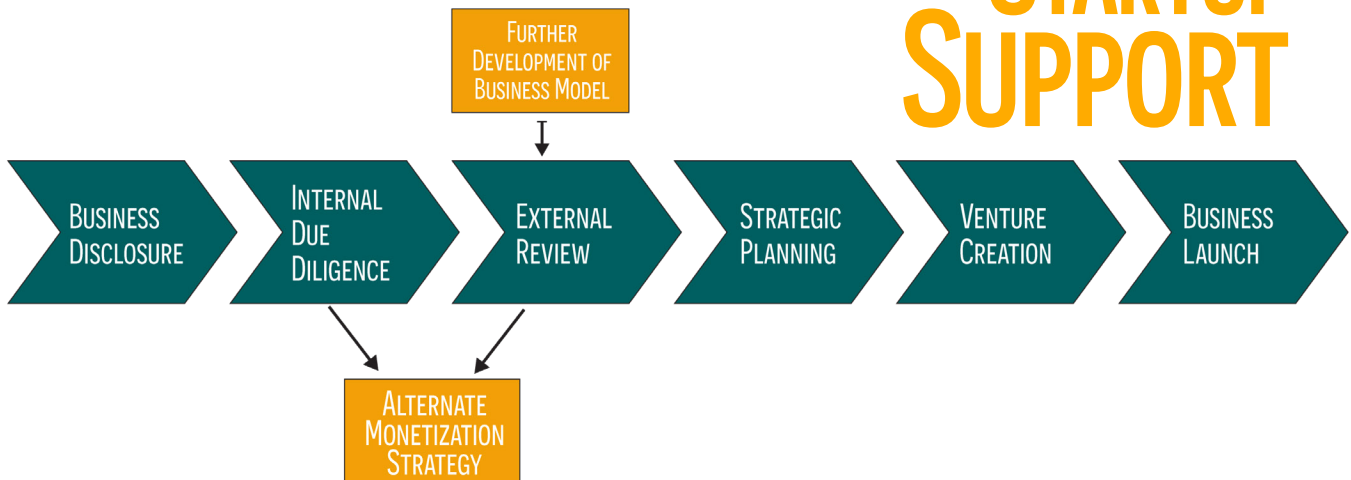 STARTUP
SUPPORT
FURTHER
DEVELOPMENT OF
BUSINESS MODEL
BUSINESS
DISCLOSURE
INTERNAL
DUE
DILIGENCE
EXTERNAL
REVIEW
STRATEGIC
PLANNING
VENTURE
CREATION
BUSINESS
LAUNCH
ALTERNATE
MONETIZATION
STRATEGY